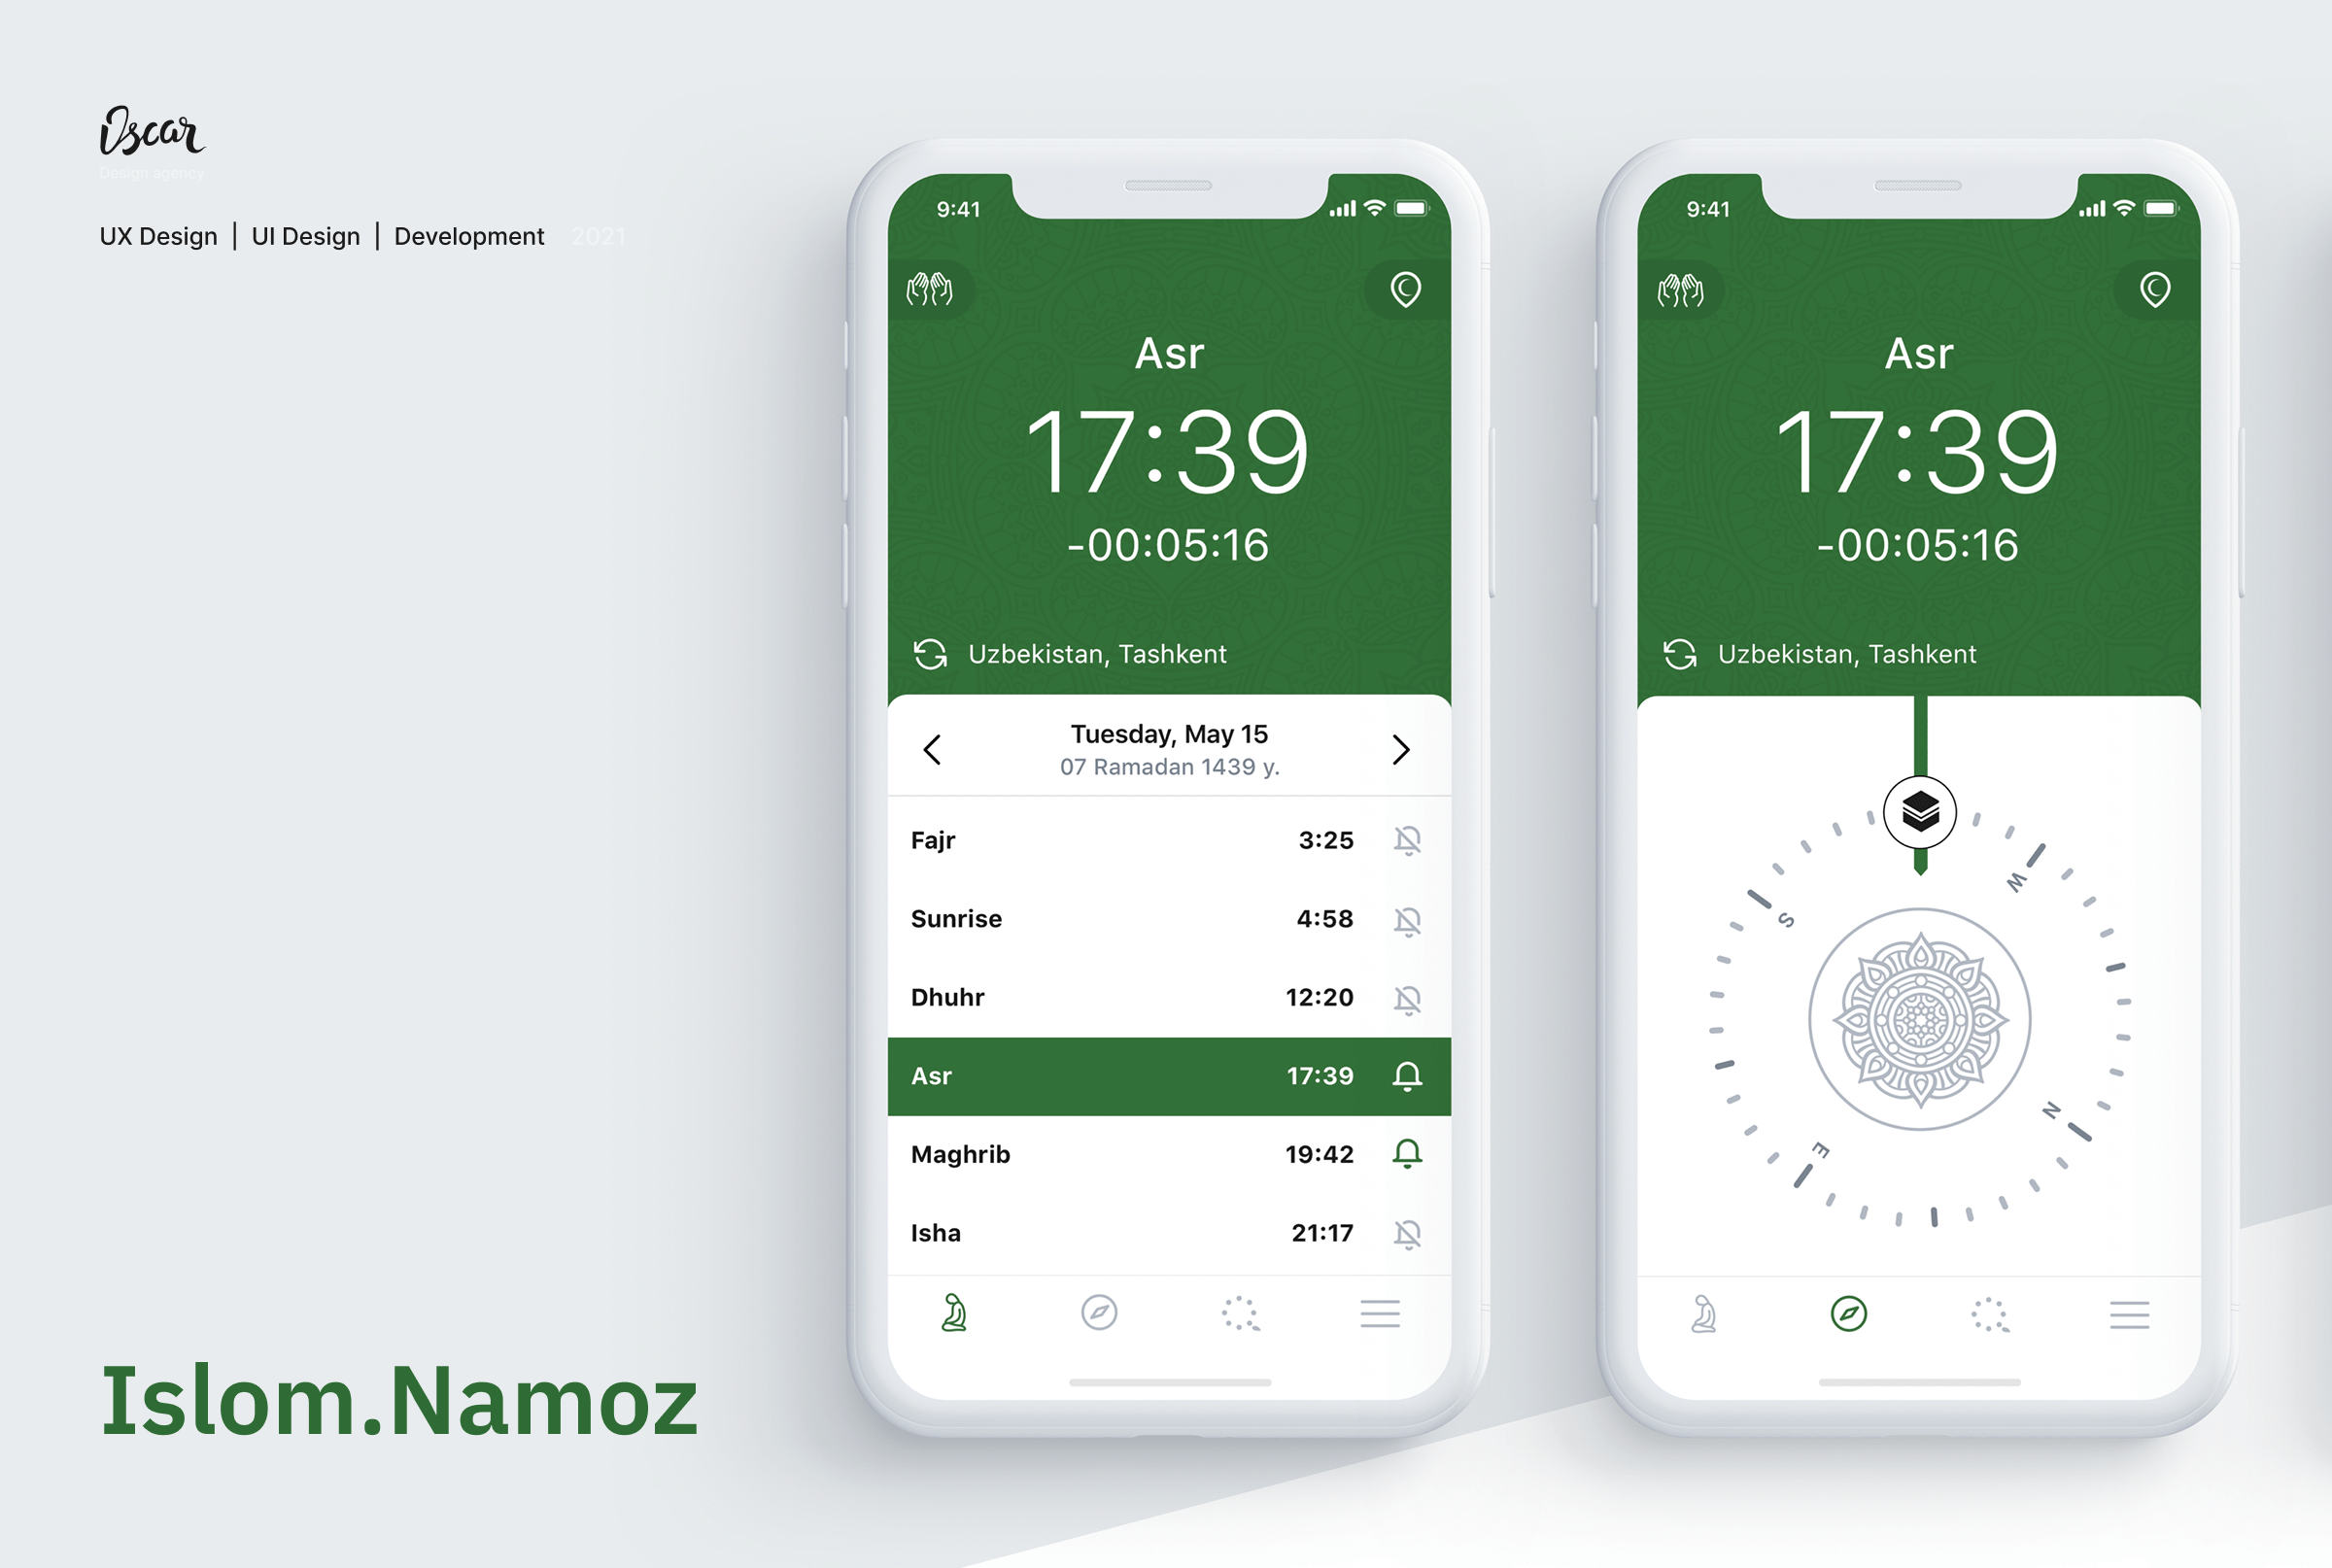 Oscar
Design agency
UX Design | UI Design | Development 2021
Islom.Namoz
9:41
Asr
17:39
-00:05:16
Uzbekistan, Tashkent
Tuesday, May 15
07 Ramadan 1439 y.
Fajr 3:25
Sunrise 4:58
Dhuhr 12:20
Asr 17:39
Maghrib 19:42
Isha 21:17
9:41
Asr
17:39
-00:05:16
Uzbekistan, Tashkent
W
S
N
E